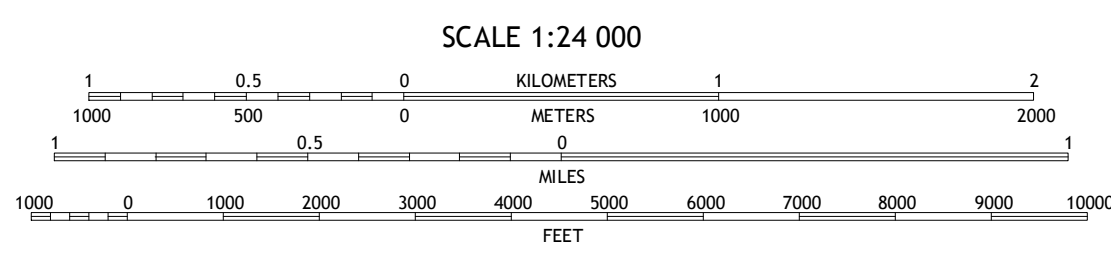 SCALE 1:24 000
1 0.5 0 KILOMETERS 1 2
1000 500 0 METERS 1000 2000
1 0.5 0 1
MILES
1000 0 1000 2000 3000 4000 5000 6000 7000 8000 9000 10000
FEET